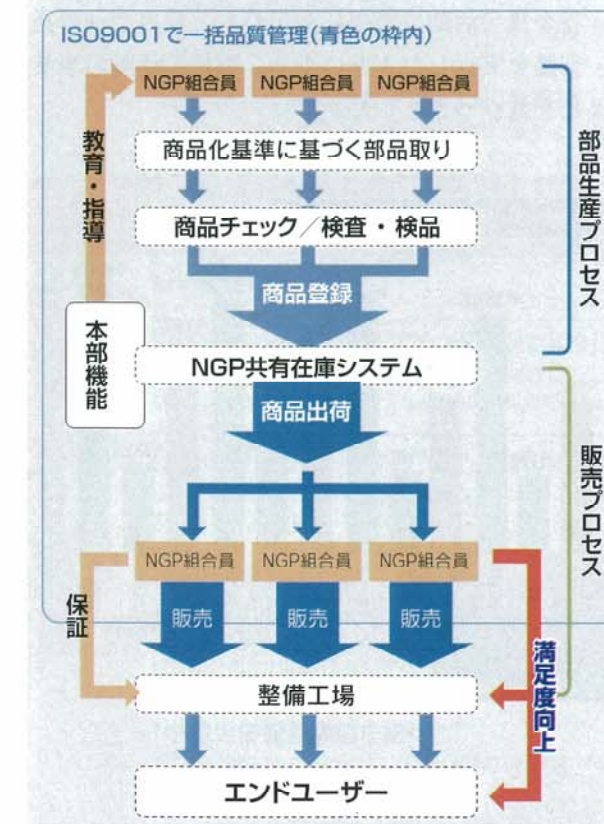 ISO9001で一括品質管理(青色の枠内)
NGP組合員 NGP組合員 NGP組合員
商品化基準に基づく部品取り
教育・指導
商品チェック／検査・検品
部品生産プロセス
商品登録
本部機能
NGP共有在庫システム
商品出荷
販売プロセス
NGP組合員 NGP組合員 NGP組合員
保証
販売 販売 販売
満足度向上
整備工場
エンドユーザー